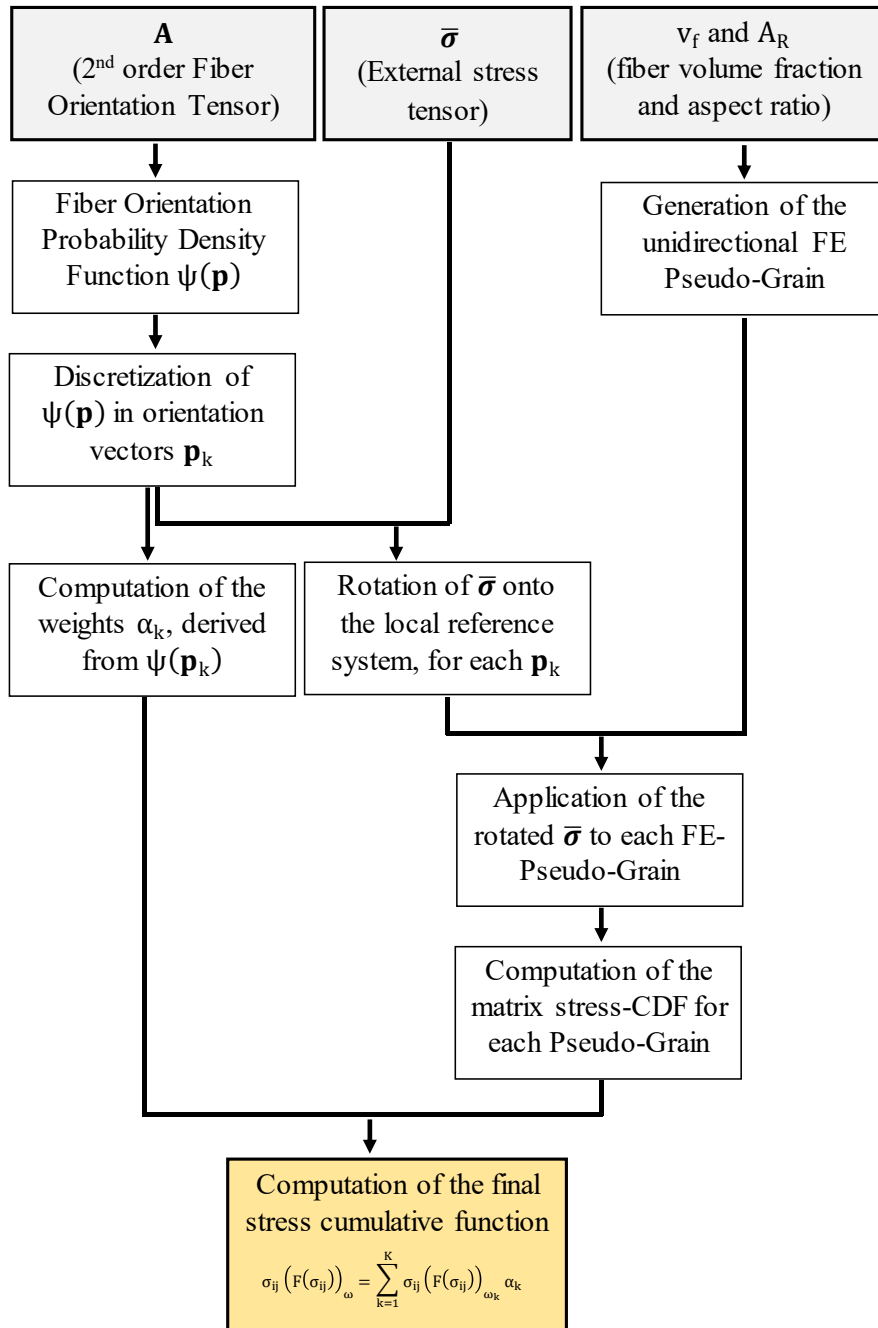 A
(2nd order Fiber
Orientation Tensor)
σ̅
(External stress
tensor)
vf and AR
(fiber volume fraction
and aspect ratio)
Fiber Orientation
Probability Density
Function ψ(p)
Generation of the
unidirectional FE
Pseudo-Grain
Discretization of
ψ(p) in orientation
vectors pk
Computation of the
weights αk, derived
from ψ(pk)
Rotation of σ̅ onto
the local reference
system, for each pk
Application of the
rotated σ̅ to each FE-
Pseudo-Grain
Computation of the
matrix stress-CDF for
each Pseudo-Grain
Computation of the final
stress cumulative function
σij (F(σij))ω = ∑k=1K σij (F(σij))ωk αk